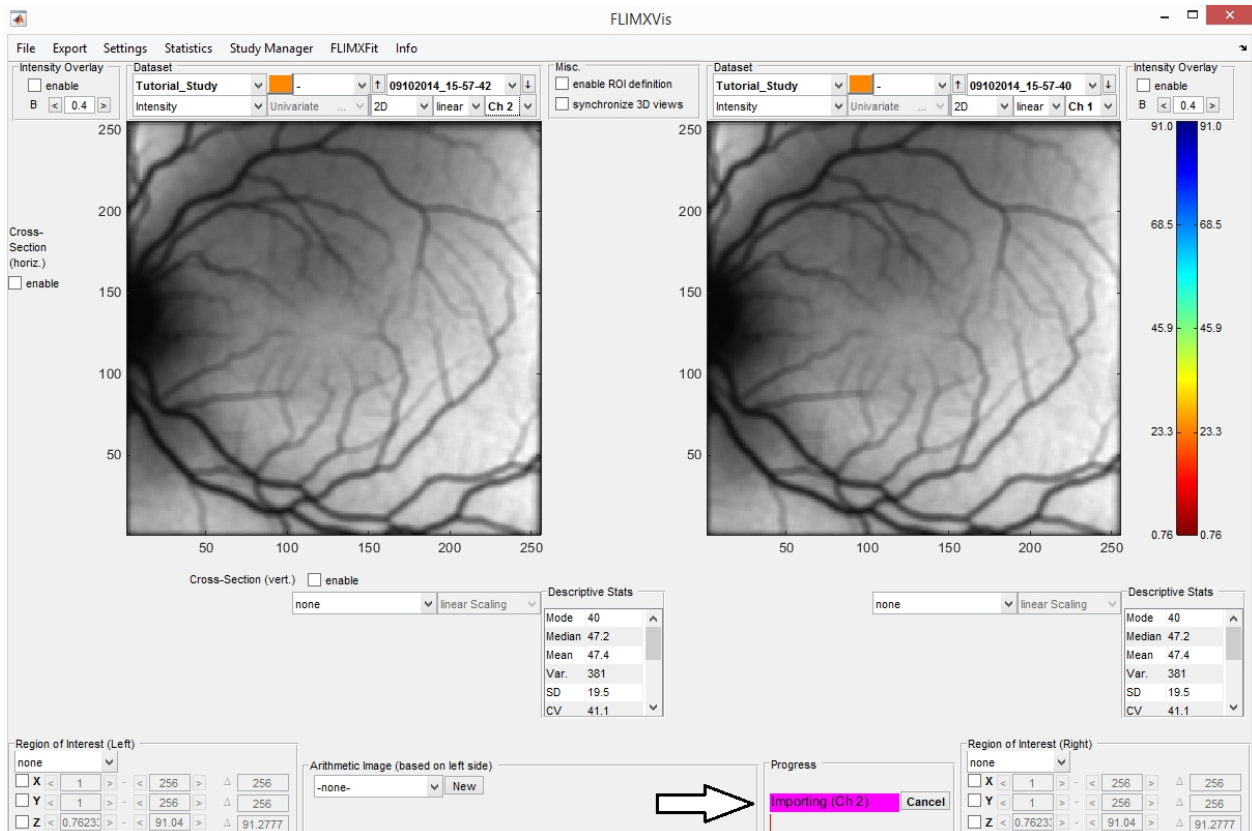 FLIMXVis
File Export Settings Statistics Study Manager FLIMXFit Info
Intensity Overlay
enable
B < 0.4 >
Dataset
Tutorial_Study - ↑ 09102014_15-57-42 ↓
Intensity Univariate ... 2D linear Ch 2
Misc.
enable ROI definition
synchronize 3D views
Dataset
Tutorial_Study - ↑ 09102014_15-57-40 ↓
Intensity Univariate ... 2D linear Ch 1
Intensity Overlay
enable
B < 0.4 >
Cross-
Section
(horiz.)
enable
250
200
150
100
50
50 100 150 200 250
250
200
150
100
50
50 100 150 200 250
91.0 91.0
68.5 68.5
45.9 45.9
23.3 23.3
0.76 0.76
Cross-Section (vert.) enable
none linear Scaling
Descriptive Stats
Mode 40
Median 47.2
Mean 47.4
Var. 381
SD 19.5
CV 41.1
none linear Scaling
Descriptive Stats
Mode 40
Median 47.2
Mean 47.4
Var. 381
SD 19.5
CV 41.1
Region of Interest (Left)
none
X < 1 > - < 256 > Δ 256
Y < 1 > - < 256 > Δ 256
Z < 0.7623: > - < 91.04 > Δ 91.2777
Arithmetic Image (based on left side)
-none- New
Progress
Importing (Ch 2) Cancel
Region of Interest (Right)
none
X < 1 > - < 256 > Δ 256
Y < 1 > - < 256 > Δ 256
Z < 0.7623: > - < 91.04 > Δ 91.2777